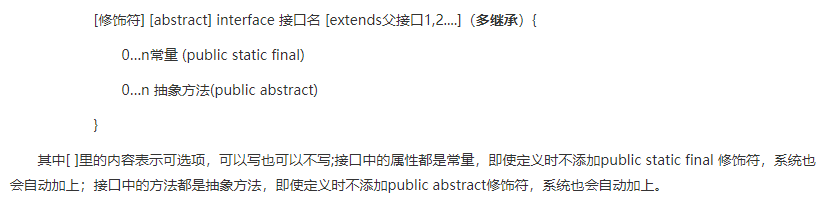 [修饰符] [abstract] interface 接口名 [extends父接口1,2....]（多继承）{
0…n常量 (public static final)
0…n 抽象方法(public abstract)
}
其中[ ]里的内容表示可选项，可以写也可以不写;接口中的属性都是常量，即使定义时不添加public static final 修饰符，系统也
会自动加上；接口中的方法都是抽象方法，即使定义时不添加public abstract修饰符，系统也会自动加上。